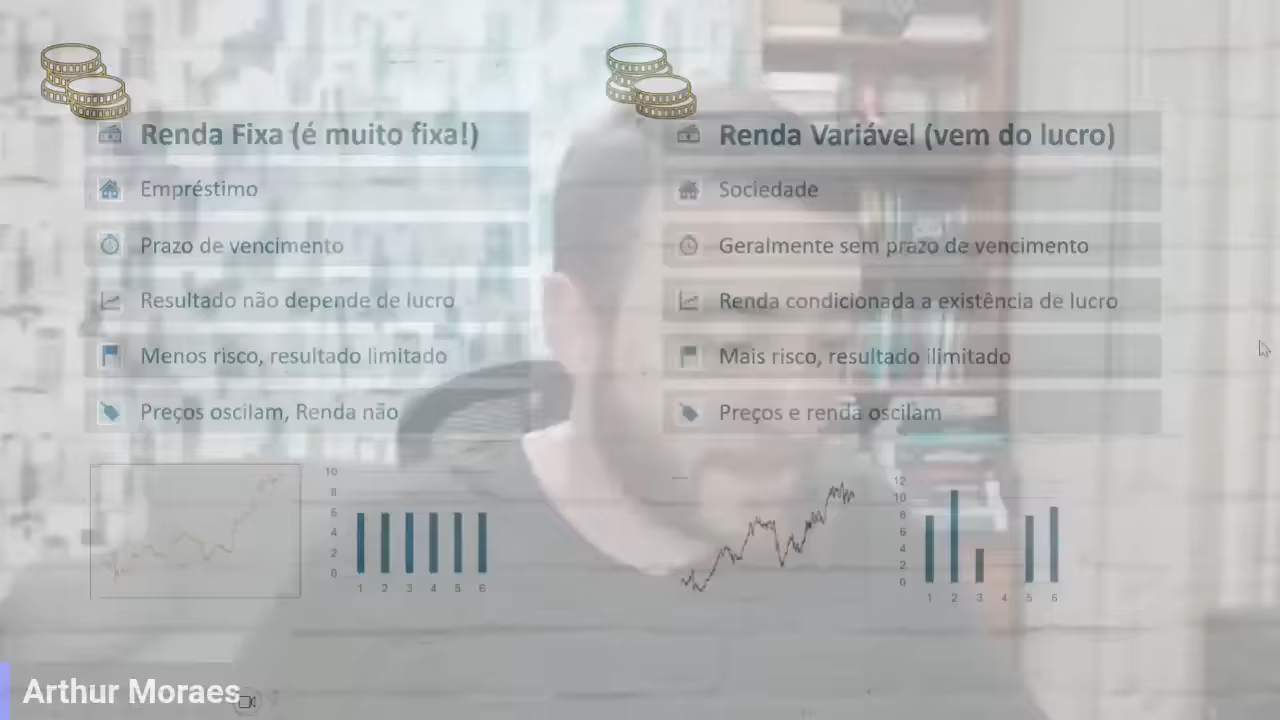 Renda Fixa (é muito fixa!)
Empréstimo
Prazo de vencimento
Resultado não depende de lucro
Menos risco, resultado limitado
Preços oscilam, Renda não
10
8
6
4
2
0
1 2 3 4 5 6
Renda Variável (vem do lucro)
Sociedade
Geralmente sem prazo de vencimento
Renda condicionada a existência de lucro
Mais risco, resultado ilimitado
Preços e renda oscilam
12
10
8
6
4
2
0
1 2 3 4 5 6
Arthur Moraes